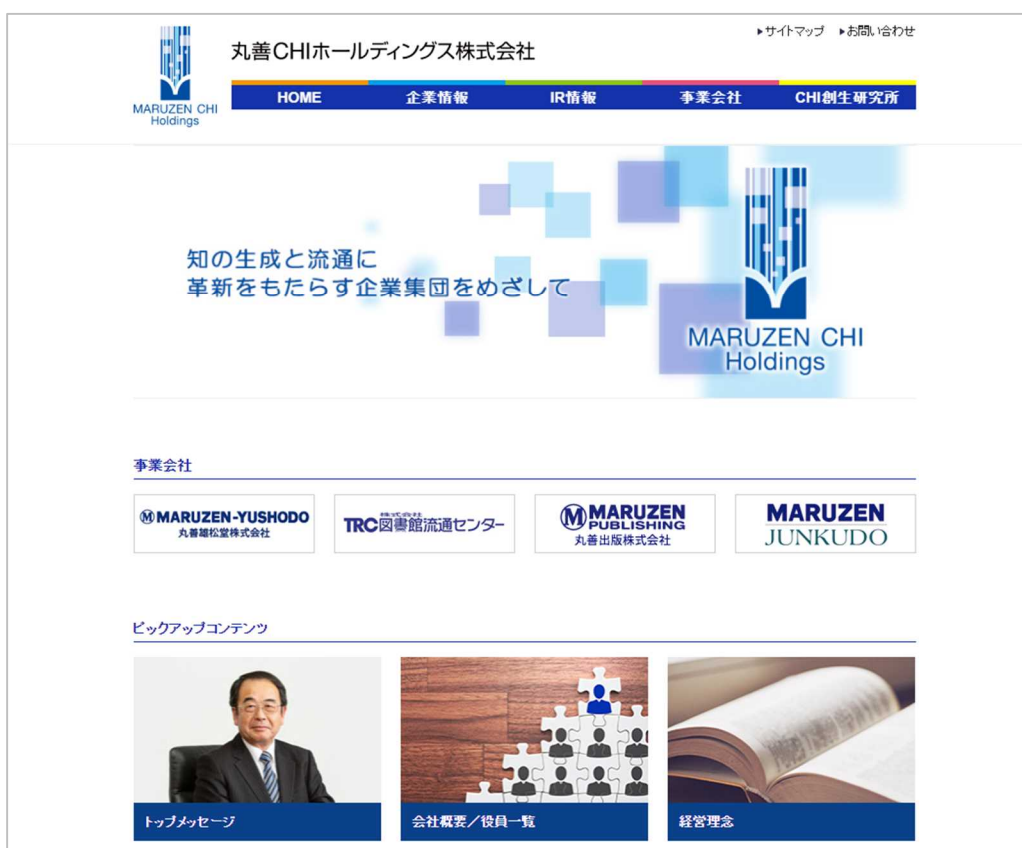 ▶サイトマップ ▶お問い合わせ
丸善CHIホールディングス株式会社
MARUZEN CHI
Holdings
HOME 企業情報 IR情報 事業会社 CHI創生研究所
知の生成と流通に
革新をもたらす企業集団をめざして
MARUZEN CHI
Holdings
事業会社
M MARUZEN-YUSHODO
丸善雄松堂株式会社
株式会社
TRC図書館流通センター
M MARUZEN
PUBLISHING
丸善出版株式会社
MARUZEN
JUNKUDO
ピックアップコンテンツ
トップメッセージ
会社概要／役員一覧
経営理念